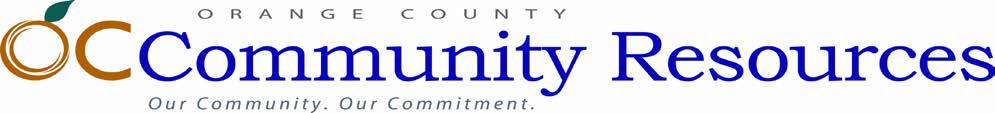 ORANGE COUNTY
OC Community Resources
Our Community. Our Commitment.